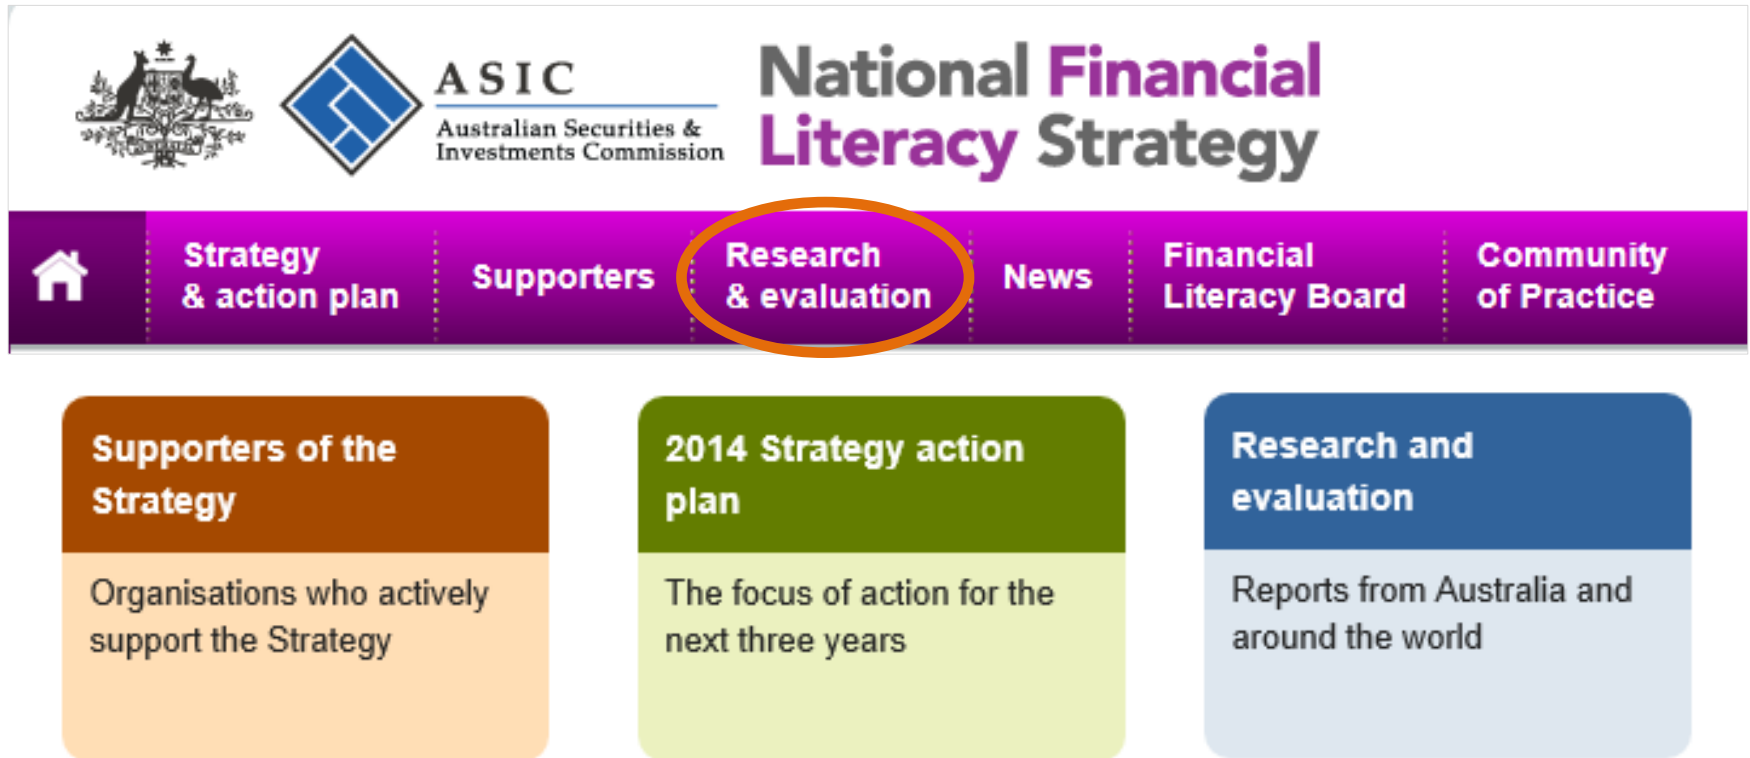 ASIC
Australian Securities &
Investments Commission
National Financial
Literacy Strategy
Strategy
& action plan
Supporters
Research
& evaluation
News
Financial
Literacy Board
Community
of Practice
Supporters of the
Strategy
Organisations who actively
support the Strategy
2014 Strategy action
plan
The focus of action for the
next three years
Research and
evaluation
Reports from Australia and
around the world